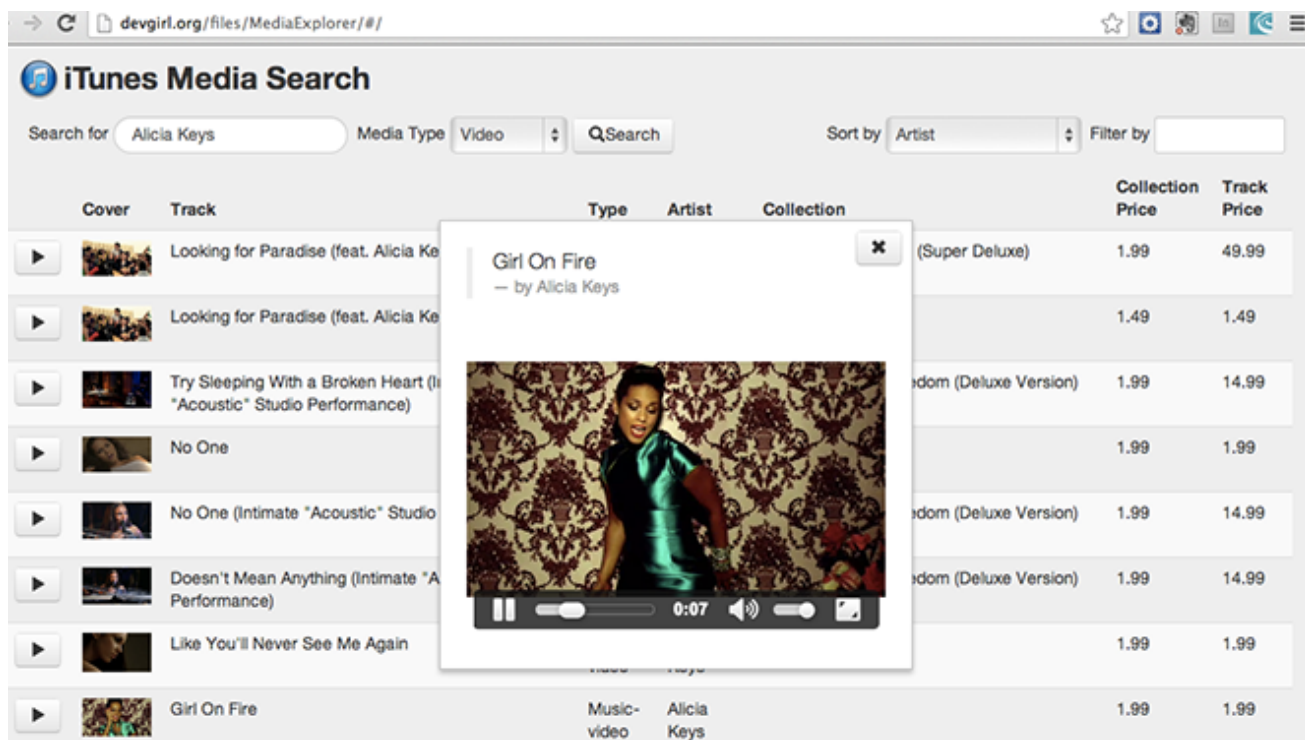 devgirl.org/files/MediaExplorer/#/
iTunes Media Search
Search for Alicia Keys Media Type Video Search Sort by Artist Filter by
Cover Track Type Artist Collection Collection Price Track Price
Looking for Paradise (feat. Alicia Ke (Super Deluxe) 1.99 49.99
Looking for Paradise (feat. Alicia Ke 1.49 1.49
Try Sleeping With a Broken Heart (I
"Acoustic" Studio Performance) edom (Deluxe Version) 1.99 14.99
No One 1.99 1.99
No One (Intimate "Acoustic" Studio edom (Deluxe Version) 1.99 14.99
Doesn't Mean Anything (Intimate "A
Performance) edom (Deluxe Version) 1.99 14.99
Like You'll Never See Me Again 1.99 1.99
Girl On Fire Music- Alicia 1.99 1.99
video Keys
Girl On Fire
— by Alicia Keys
0:07